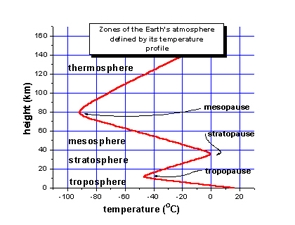 Zones of the Earth's atmosphere
defined by its temperature
profile
160
140
120
100
80
60
40
20
0
height (km)
thermosphere
mesopause
mesosphere
stratopause
stratosphere
tropopause
troposphere
-100 -80 -60 -40 -20 0 20
temperature (°C)